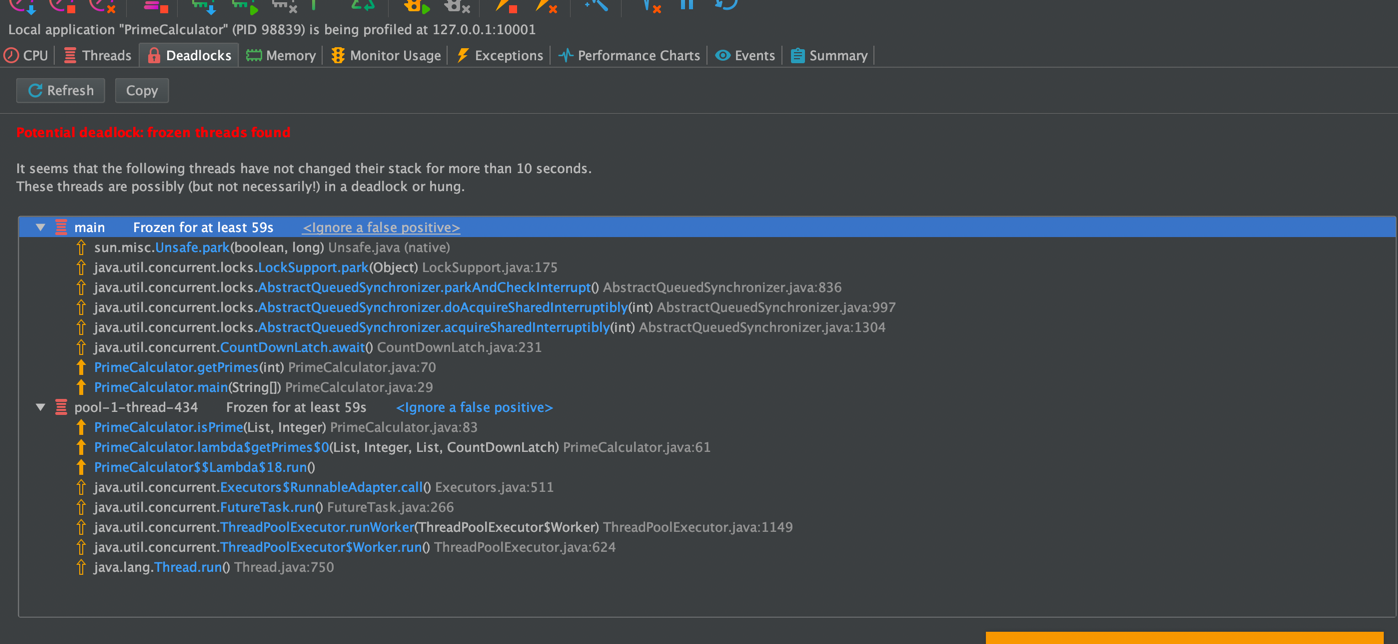 Local application "PrimeCalculator" (PID 98839) is being profiled at 127.0.0.1:10001
CPU Threads Deadlocks Memory Monitor Usage Exceptions Performance Charts Events Summary
Refresh Copy
Potential deadlock: frozen threads found
It seems that the following threads have not changed their stack for more than 10 seconds.
These threads are possibly (but not necessarily!) in a deadlock or hung.
main Frozen for at least 59s <Ignore a false positive>
sun.misc.Unsafe.park(boolean, long) Unsafe.java (native)
java.util.concurrent.locks.LockSupport.park(Object) LockSupport.java:175
java.util.concurrent.locks.AbstractQueuedSynchronizer.parkAndCheckInterrupt() AbstractQueuedSynchronizer.java:836
java.util.concurrent.locks.AbstractQueuedSynchronizer.doAcquireSharedInterruptibly(int) AbstractQueuedSynchronizer.java:997
java.util.concurrent.locks.AbstractQueuedSynchronizer.acquireSharedInterruptibly(int) AbstractQueuedSynchronizer.java:1304
java.util.concurrent.CountDownLatch.await() CountDownLatch.java:231
PrimeCalculator.getPrimes(int) PrimeCalculator.java:70
PrimeCalculator.main(String[]) PrimeCalculator.java:29
pool-1-thread-434 Frozen for at least 59s <Ignore a false positive>
PrimeCalculator.isPrime(List, Integer) PrimeCalculator.java:83
PrimeCalculator.lambda$getPrimes$0(List, Integer, List, CountDownLatch) PrimeCalculator.java:61
PrimeCalculator$$Lambda$18.run()
java.util.concurrent.Executors$RunnableAdapter.call() Executors.java:511
java.util.concurrent.FutureTask.run() FutureTask.java:266
java.util.concurrent.ThreadPoolExecutor.runWorker(ThreadPoolExecutor$Worker) ThreadPoolExecutor.java:1149
java.util.concurrent.ThreadPoolExecutor$Worker.run() ThreadPoolExecutor.java:624
java.lang.Thread.run() Thread.java:750